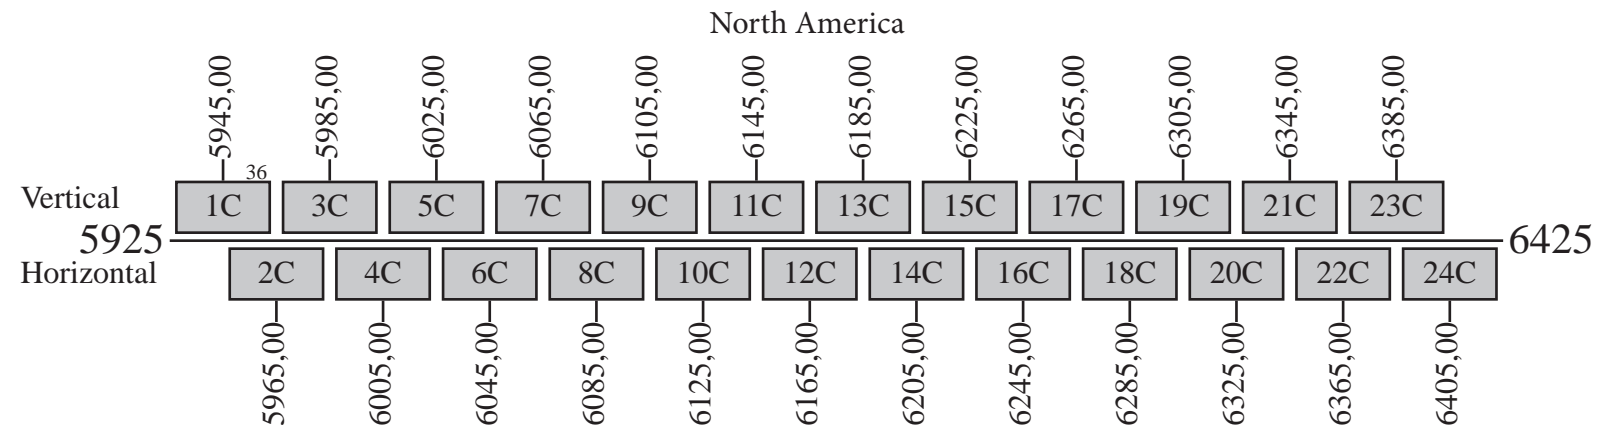 North America
5945,00 5985,00 6025,00 6065,00 6105,00 6145,00 6185,00 6225,00 6265,00 6305,00 6345,00 6385,00
36
Vertical 1C 3C 5C 7C 9C 11C 13C 15C 17C 19C 21C 23C
5925 6425
Horizontal 2C 4C 6C 8C 10C 12C 14C 16C 18C 20C 22C 24C
5965,00 6005,00 6045,00 6085,00 6125,00 6165,00 6205,00 6245,00 6285,00 6325,00 6365,00 6405,00